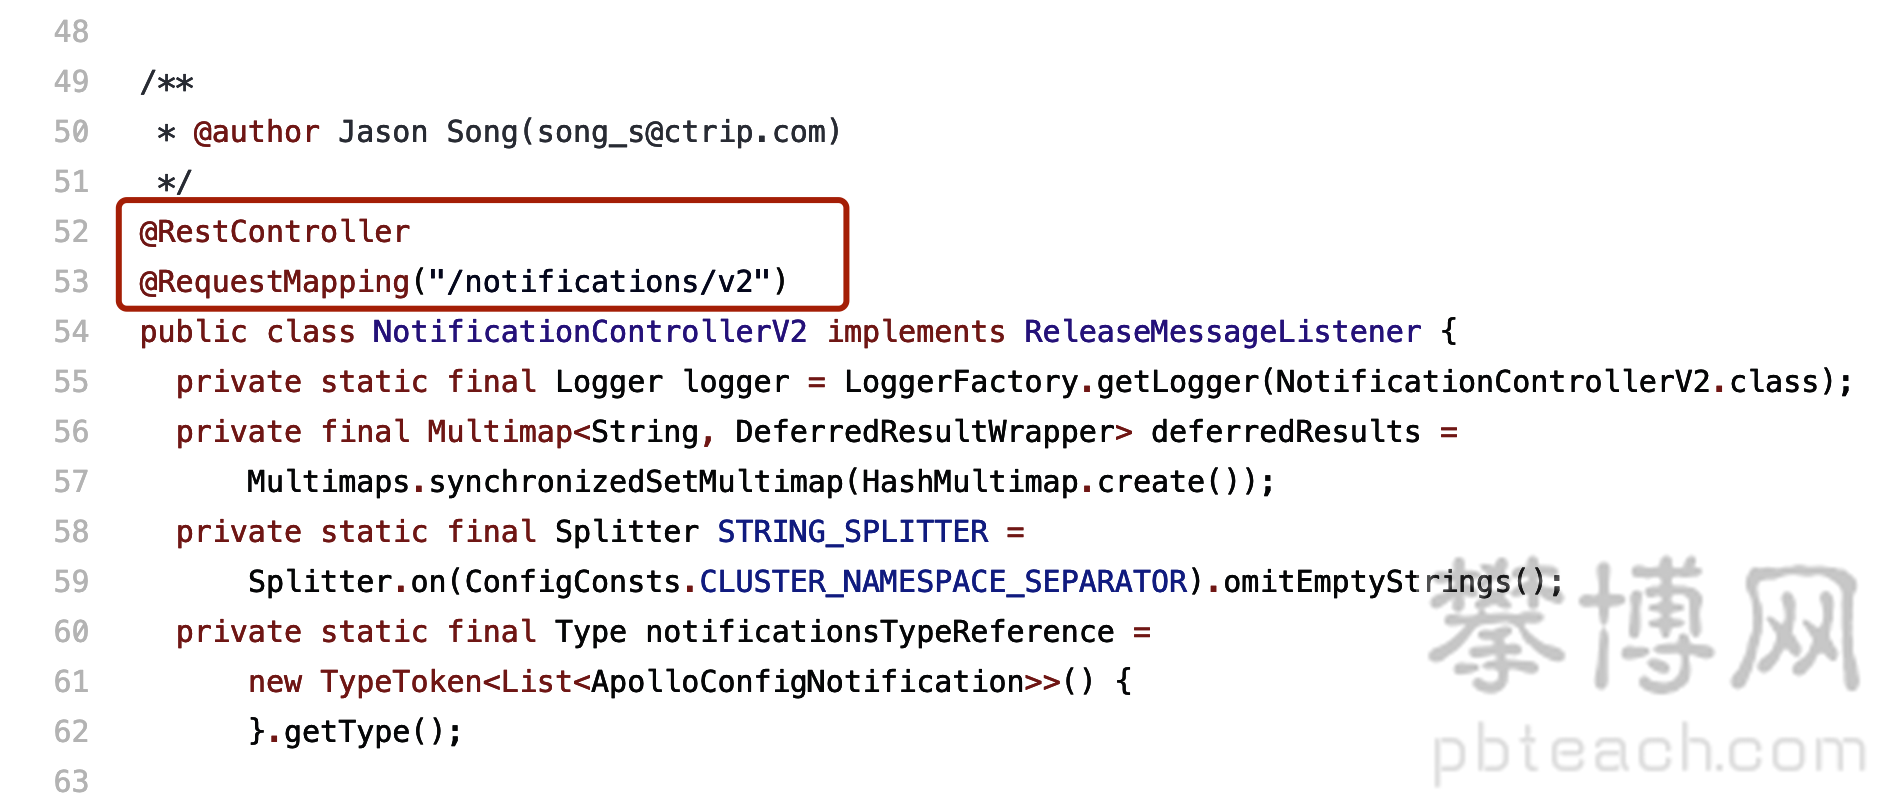 48
49 /**
50 * @author Jason Song(song_s@ctrip.com)
51 */
52 @RestController
53 @RequestMapping("/notifications/v2")
54 public class NotificationControllerV2 implements ReleaseMessageListener {
55 private static final Logger logger = LoggerFactory.getLogger(NotificationControllerV2.class);
56 private final Multimap<String, DeferredResultWrapper> deferredResults =
57 Multimaps.synchronizedSetMultimap(HashMultimap.create());
58 private static final Splitter STRING_SPLITTER =
59 Splitter.on(ConfigConsts.CLUSTER_NAMESPACE_SEPARATOR).omitEmptyStrings();
60 private static final Type notificationsTypeReference =
61 new TypeToken<List<ApolloConfigNotification>>() {
62 }.getType();
63
攀博网
pbteach.com